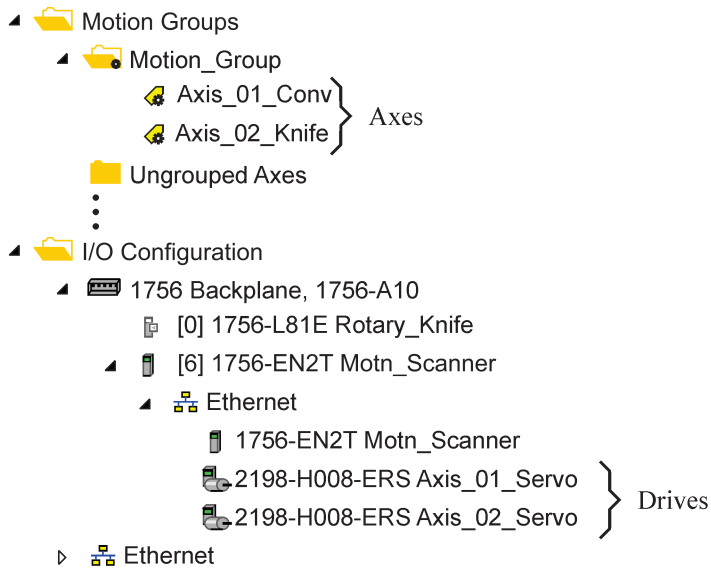 Motion Groups
Motion_Group
Axis_01_Conv
Axes
Axis_02_Knife
Ungrouped Axes
I/O Configuration
1756 Backplane, 1756-A10
[0] 1756-L81E Rotary_Knife
[6] 1756-EN2T Motn_Scanner
Ethernet
1756-EN2T Motn_Scanner
2198-H008-ERS Axis_01_Servo
Drives
2198-H008-ERS Axis_02_Servo
Ethernet